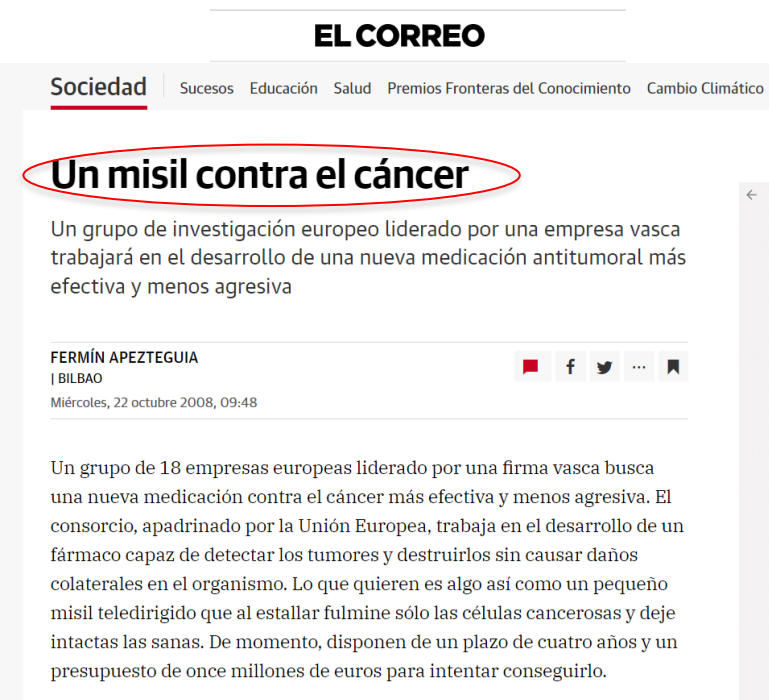 EL CORREO
Sociedad Sucesos Educación Salud Premios Fronteras del Conocimiento Cambio Climático
Un misil contra el cáncer
Un grupo de investigación europeo liderado por una empresa vasca
trabajará en el desarrollo de una nueva medicación antitumoral más
efectiva y menos agresiva
FERMÍN APEZTEGUIA
| BILBAO
Miércoles, 22 octubre 2008, 09:48
Un grupo de 18 empresas europeas liderado por una firma vasca busca
una nueva medicación contra el cáncer más efectiva y menos agresiva. El
consorcio, apadrinado por la Unión Europea, trabaja en el desarrollo de un
fármaco capaz de detectar los tumores y destruirlos sin causar daños
colaterales en el organismo. Lo que quieren es algo así como un pequeño
misil teledirigido que al estallar fulmine sólo las células cancerosas y deje
intactas las sanas. De momento, disponen de un plazo de cuatro años y un
presupuesto de once millones de euros para intentar conseguirlo.